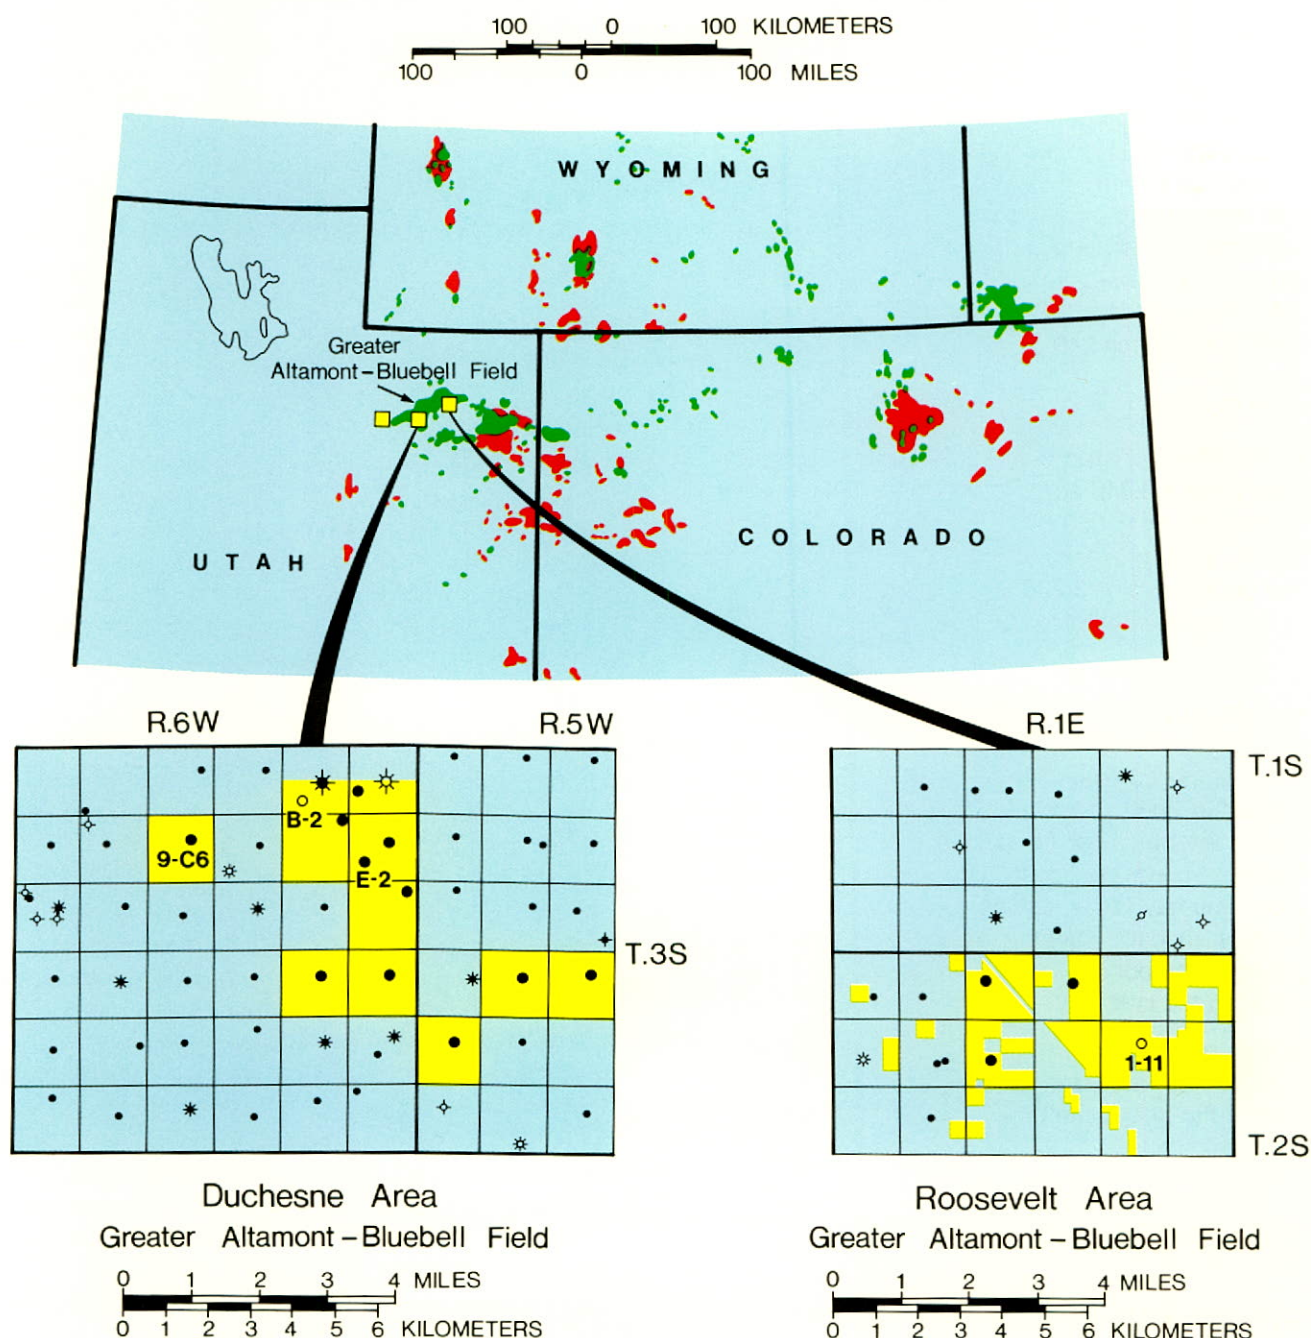 100 0 100 KILOMETERS
100 0 100 MILES
WYOMING
Greater
Altamont–Bluebell Field
UTAH
COLORADO
R.6W R.5W
B-2
9-C6
E-2
T.3S
Duchesne Area
Greater Altamont–Bluebell Field
0 1 2 3 4 MILES
0 1 2 3 4 5 6 KILOMETERS
R.1E
T.1S
1-11
T.2S
Roosevelt Area
Greater Altamont–Bluebell Field
0 1 2 3 4 MILES
0 1 2 3 4 5 6 KILOMETERS